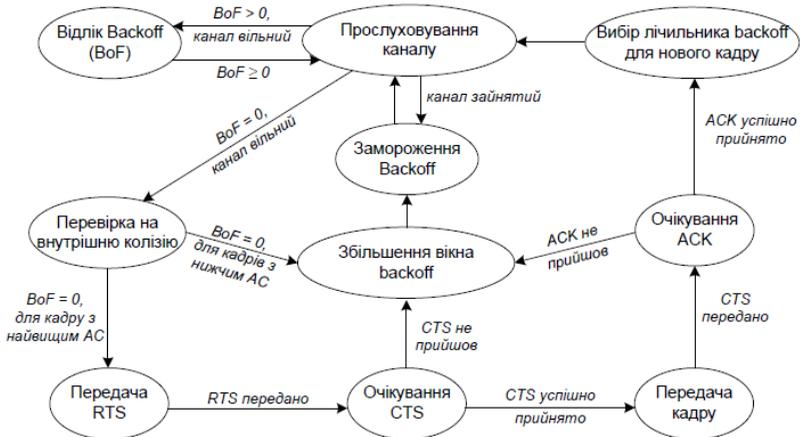 Відлік Backoff
(BoF)
BoF > 0,
канал вільний
BoF ≥ 0
Прослуховування
каналу
Вибір лічильника backoff
для нового кадру
канал зайнятий
BoF = 0,
канал вільний
Замороження
Backoff
ACK успішно
прийнято
Перевірка на
внутрішню колізію
BoF = 0,
для кадрів з
нижчим АС
Збільшення вікна
backoff
ACK не
прийшов
Очікування
ACK
BoF = 0,
для кадру з
найвищим АС
CTS не
прийшов
CTS
передано
Передача
RTS
RTS передано
Очікування
CTS
CTS успішно
прийнято
Передача
кадру